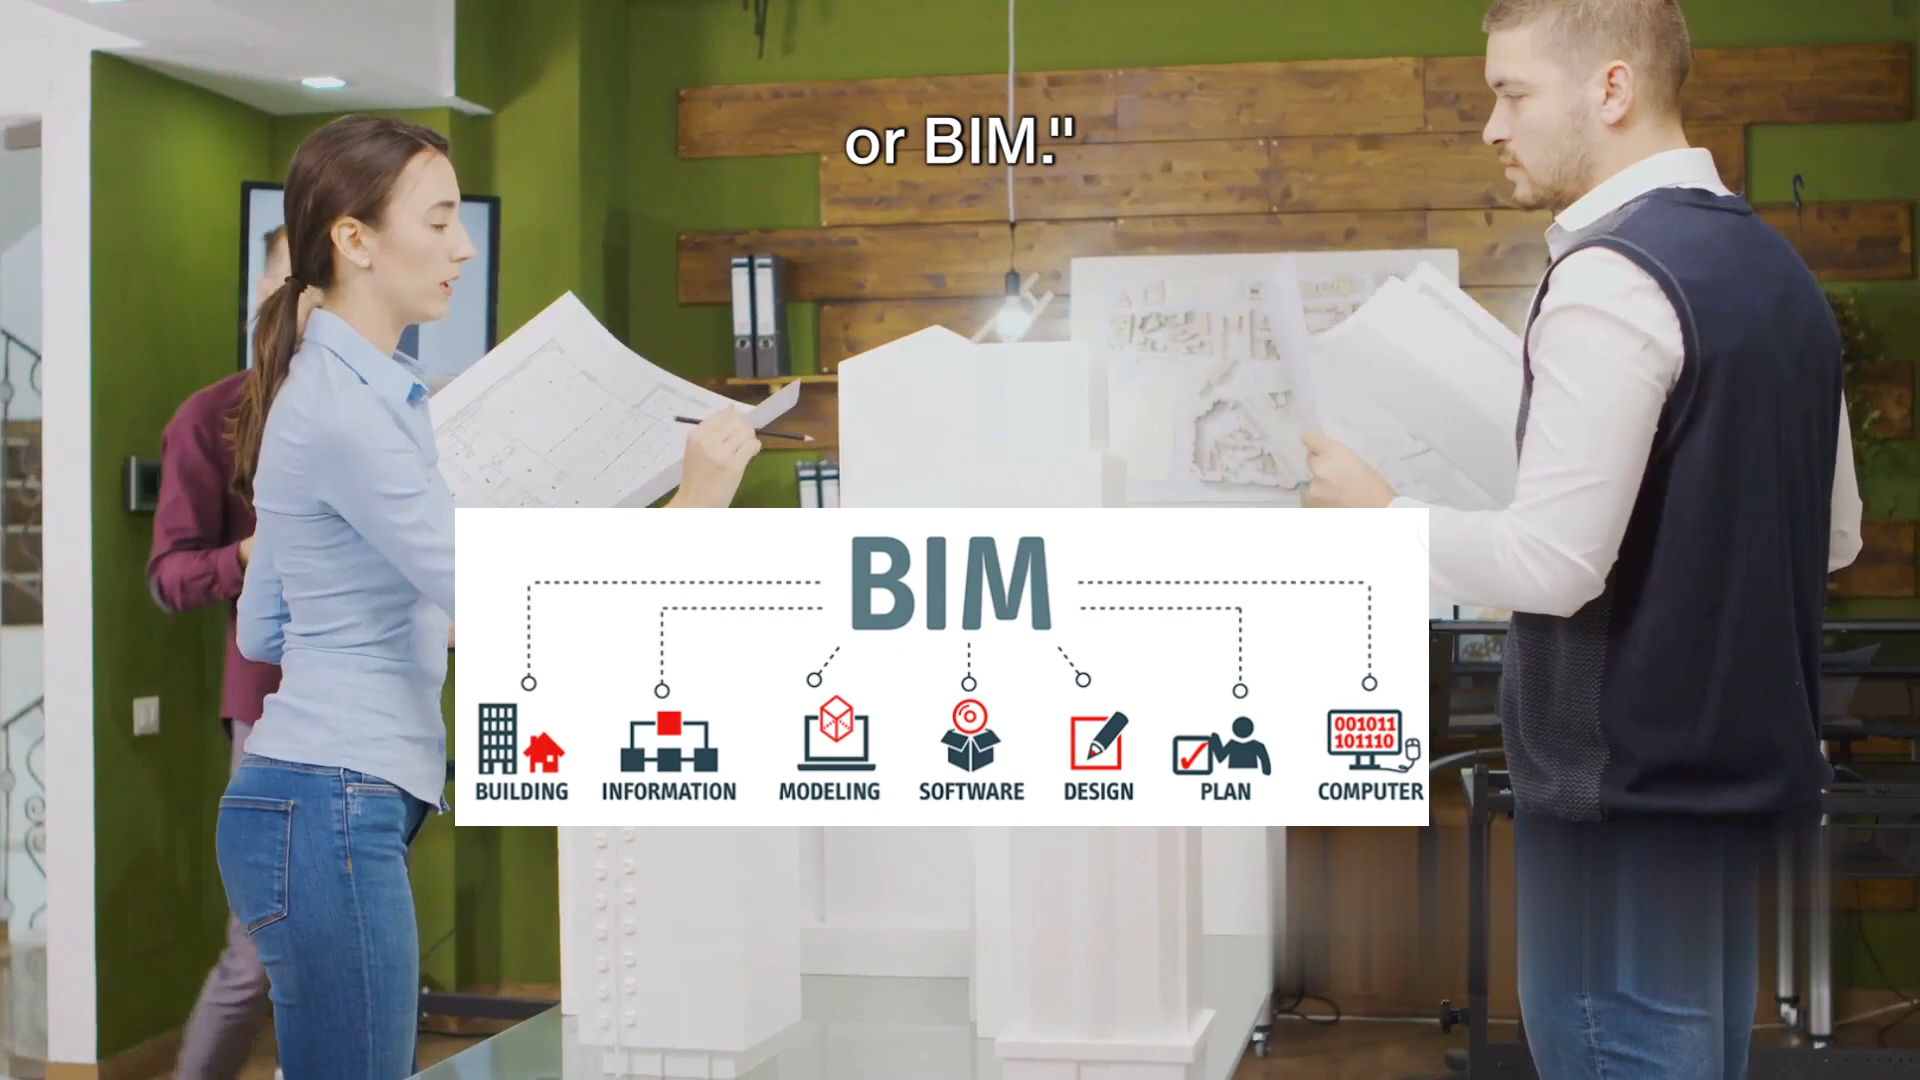 or BIM."
BIM
BUILDING INFORMATION MODELING SOFTWARE DESIGN PLAN COMPUTER
001011
101110